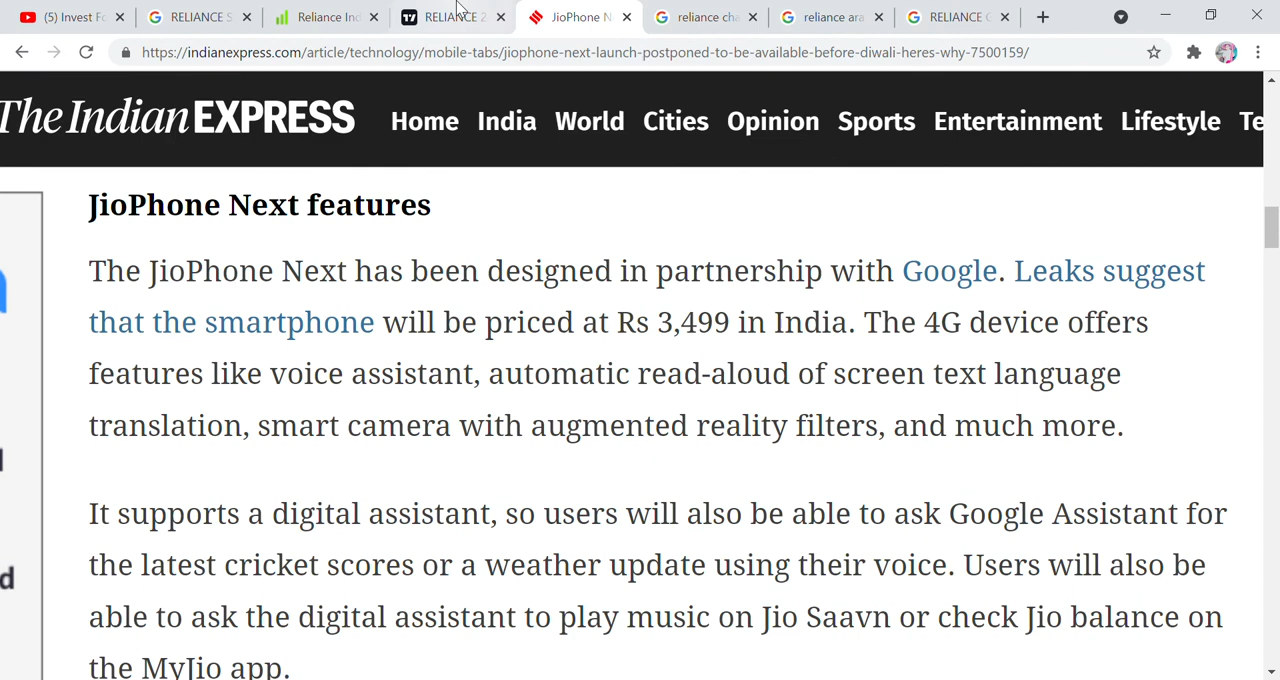 (5) Invest Fo
RELIANCE S
Reliance Ind
RELIANCE 2
JioPhone N
reliance cha
reliance ara
RELIANCE C
https://indianexpress.com/article/technology/mobile-tabs/jiophone-next-launch-postponed-to-be-available-before-diwali-heres-why-7500159/
The Indian EXPRESS
Home India World Cities Opinion Sports Entertainment Lifestyle Te
JioPhone Next features
The JioPhone Next has been designed in partnership with Google. Leaks suggest
that the smartphone will be priced at Rs 3,499 in India. The 4G device offers
features like voice assistant, automatic read-aloud of screen text language
translation, smart camera with augmented reality filters, and much more.
It supports a digital assistant, so users will also be able to ask Google Assistant for
the latest cricket scores or a weather update using their voice. Users will also be
d
able to ask the digital assistant to play music on Jio Saavn or check Jio balance on
the MyJio app.